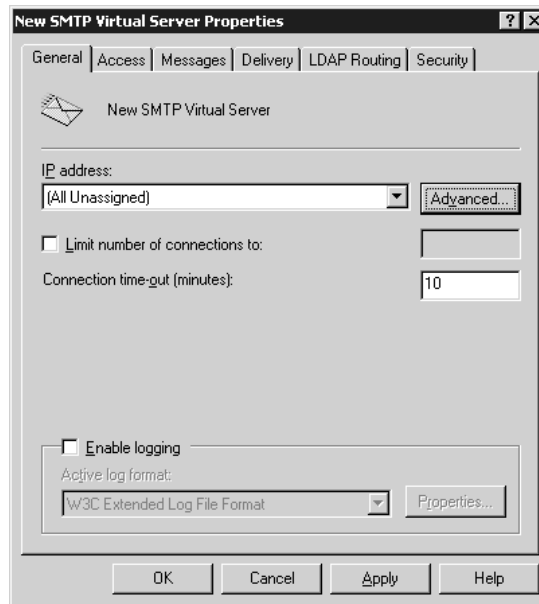 New SMTP Virtual Server Properties
General Access Messages Delivery LDAP Routing Security
New SMTP Virtual Server
IP address:
(All Unassigned) Advanced...
Limit number of connections to:
Connection time-out (minutes): 10
Enable logging
Active log format:
W3C Extended Log File Format Properties...
OK Cancel Apply Help